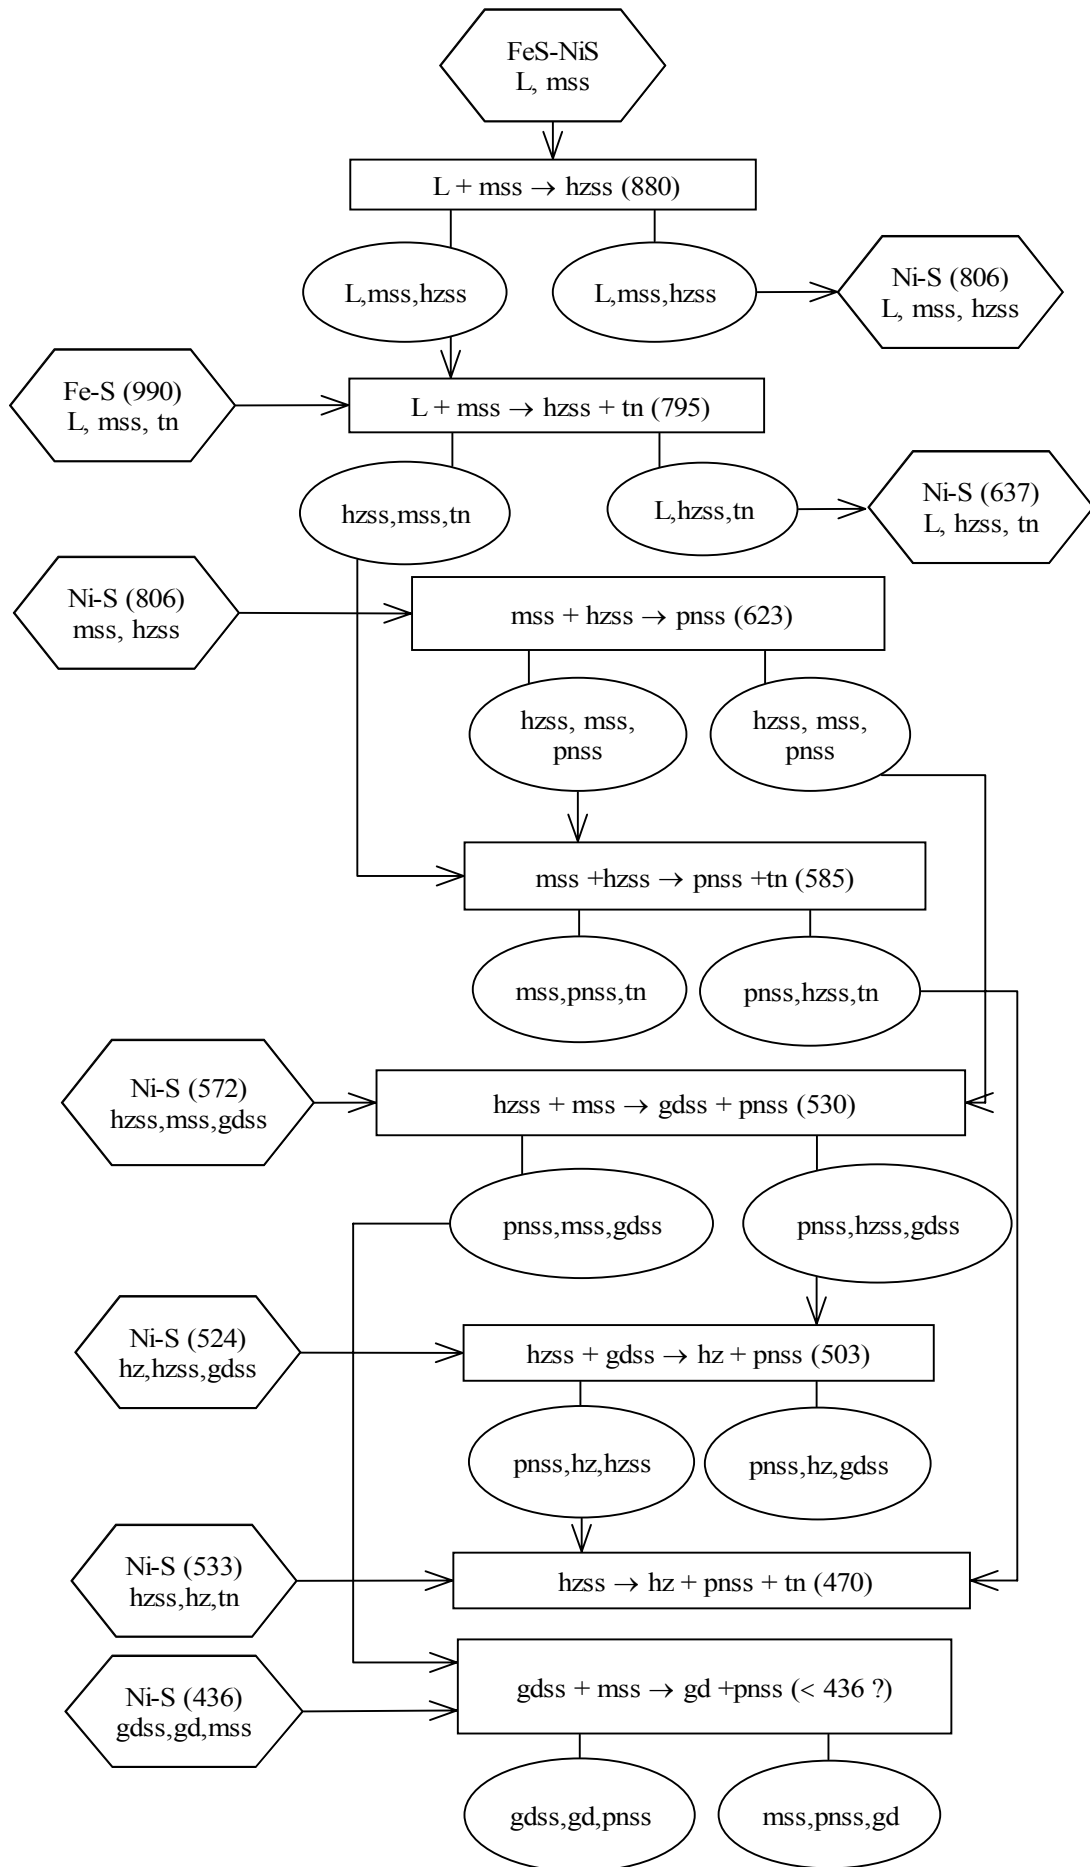 FeS-NiS
L, mss
L + mss → hzss (880)
L,mss,hzss
L,mss,hzss
Ni-S (806)
L, mss, hzss
Fe-S (990)
L, mss, tn
L + mss → hzss + tn (795)
hzss,mss,tn
L,hzss,tn
Ni-S (637)
L, hzss, tn
Ni-S (806)
mss, hzss
mss + hzss → pnss (623)
hzss, mss,
pnss
hzss, mss,
pnss
mss +hzss → pnss +tn (585)
mss,pnss,tn
pnss,hzss,tn
Ni-S (572)
hzss,mss,gdss
hzss + mss → gdss + pnss (530)
pnss,mss,gdss
pnss,hzss,gdss
Ni-S (524)
hz,hzss,gdss
hzss + gdss → hz + pnss (503)
pnss,hz,hzss
pnss,hz,gdss
Ni-S (533)
hzss,hz,tn
hzss → hz + pnss + tn (470)
Ni-S (436)
gdss,gd,mss
gdss + mss → gd +pnss (< 436 ?)
gdss,gd,pnss
mss,pnss,gd